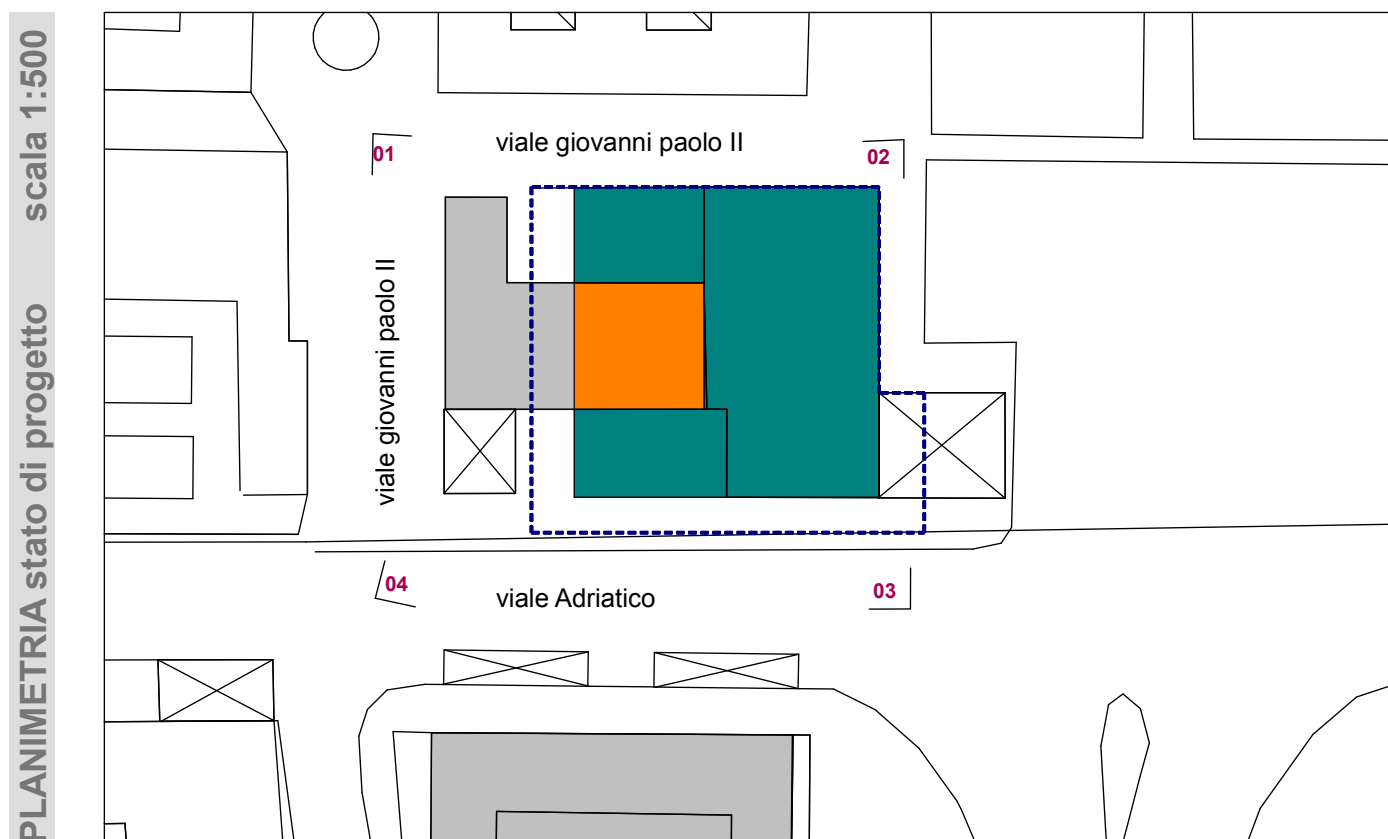 PLANIMETRIA stato di progetto scala 1:500
01
viale giovanni paolo II
02
viale giovanni paolo II
04
viale Adriatico
03